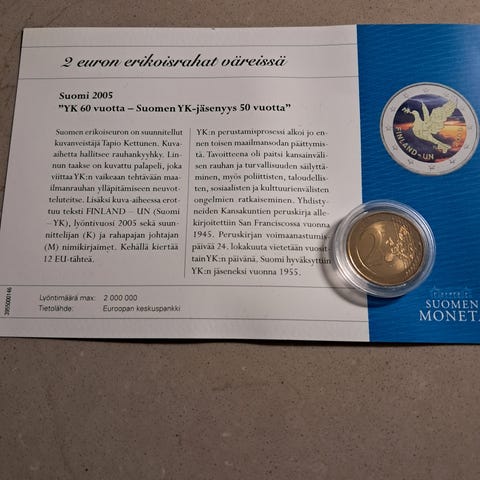 2 euron erikoisrahat väreissä
Suomi 2005
"YK 60 vuotta – Suomen YK-jäsenyys 50 vuotta"
Suomen erikoiseuron on suunnitellut
kuvanveistäjä Tapio Kettunen. Kuva-
aihetta hallitsee rauhankyyhky. Lin-
nun taakse on kuvattu palapeli, joka
viittaa YK:n vaikeaan tehtävään maail-
manrauhan ylläpitämiseen neuvot-
teluteitse. Lisäksi kuva-aiheessa erot-
tuu teksti FINLAND – UN (Suomi
– YK), lyöntivuosi 2005 sekä suun-
nittelijan (K) ja rahapajan johtajan
(M) nimikirjaimet. Kehällä kiertää
12 EU-tähteä.
YK:n perustamisprosessi alkoi jo en-
nen toisen maailmansodan päättymis-
tä. Tavoitteena oli paitsi kansainväli-
sen rauhan ja turvallisuuden säilyttä-
minen, myös poliittisten, taloudellis-
ten, sosiaalisten ja kulttuurienvälisten
ongelmien ratkaiseminen. Yhdisty-
neiden Kansakuntien peruskirja alle-
kirjoitettiin San Franciscossa vuonna
1945. Peruskirjan voimaanastumis-
päivää 24. lokakuuta vietetään vuosit-
tain YK:n päivänä. Suomi hyväksyttiin
YK:n jäseneksi vuonna 1955.
Lyöntimäärä max: 2 000 000
Tietolähde: Euroopan keskuspankki
395000146
FINLAND - UN
2005
2
SUOMEN
MONETA